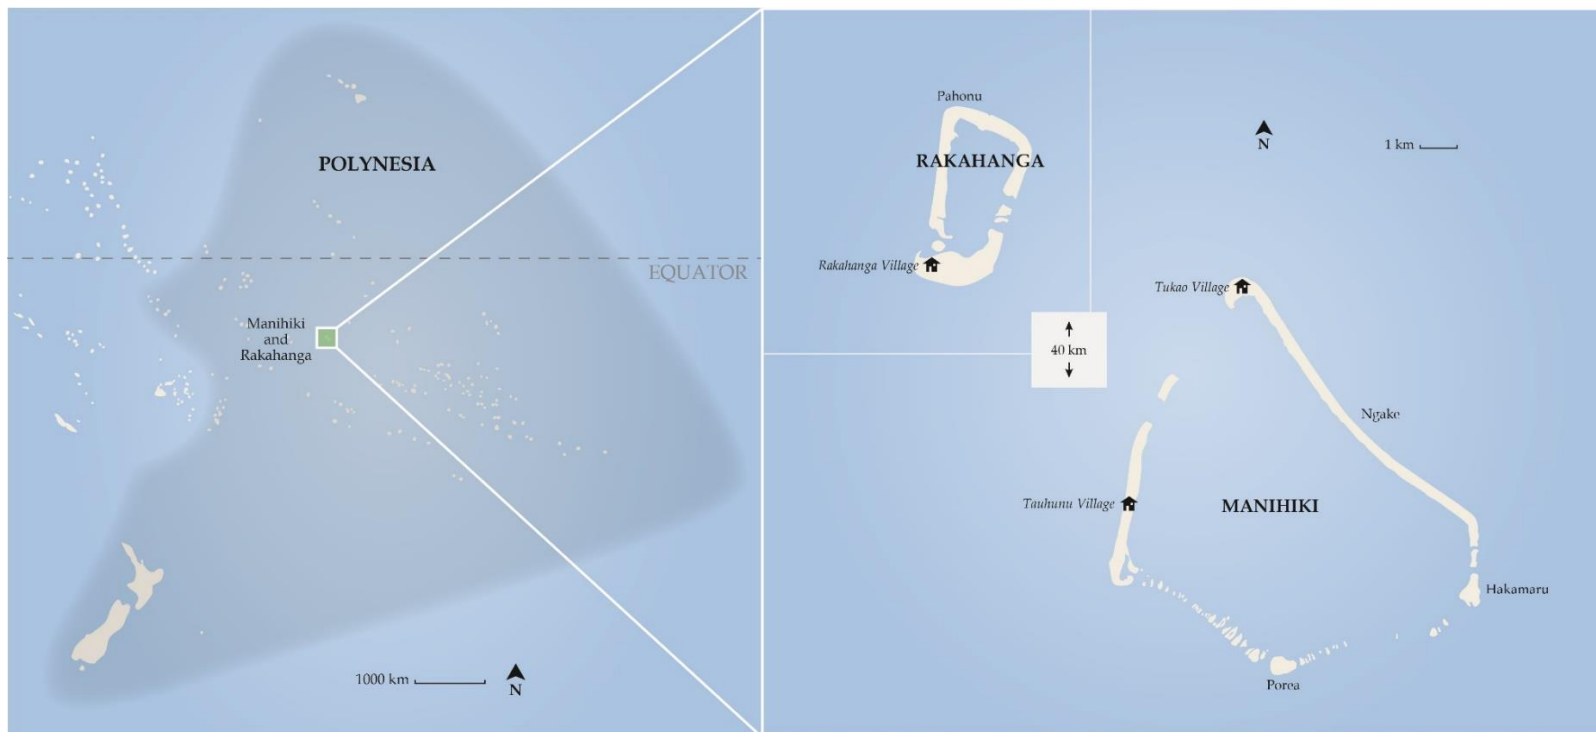 POLYNESIA
EQUATOR
Manihiki
and
Rakahanga
1000 km
N
Pahonu
RAKAHANGA
Rakahanga Village
N
1 km
40 km
Tukao Village
Ngake
Tauhunu Village
MANIHIKI
Hakamaru
Porea